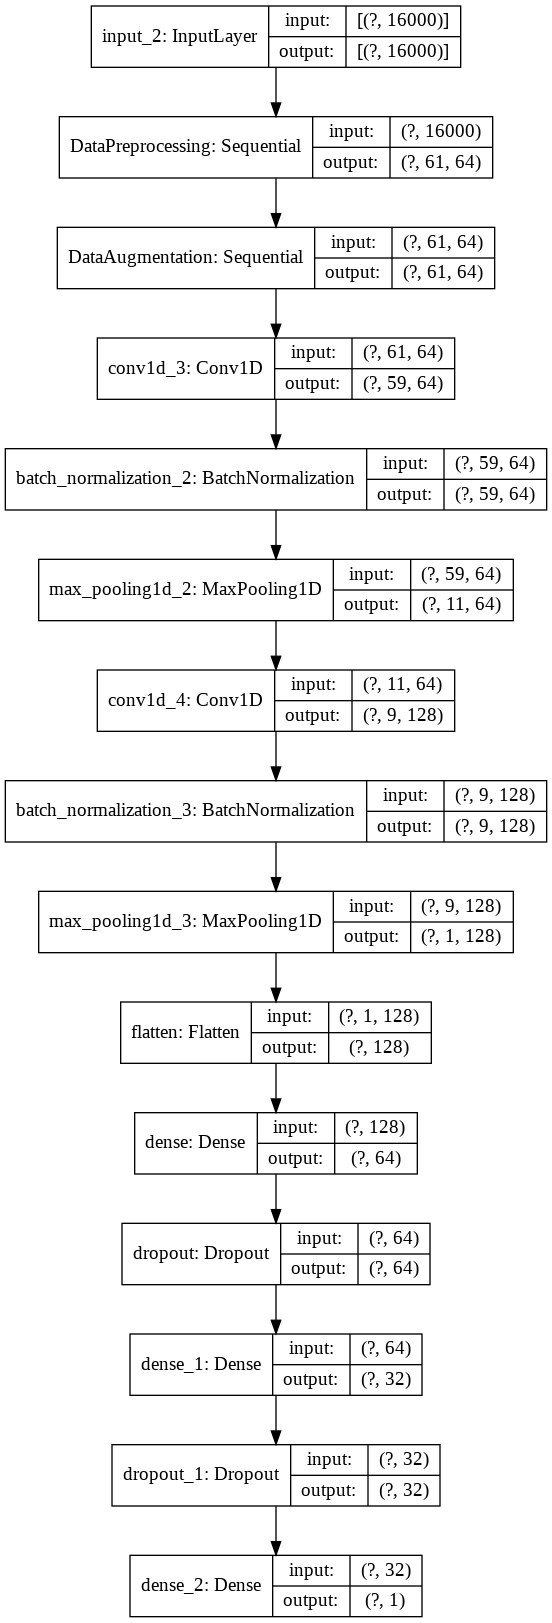 input_2: InputLayer
input: [(?, 16000)]
output: [(?, 16000)]
DataPreprocessing: Sequential
input: (?, 16000)
output: (?, 61, 64)
DataAugmentation: Sequential
input: (?, 61, 64)
output: (?, 61, 64)
conv1d_3: Conv1D
input: (?, 61, 64)
output: (?, 59, 64)
batch_normalization_2: BatchNormalization
input: (?, 59, 64)
output: (?, 59, 64)
max_pooling1d_2: MaxPooling1D
input: (?, 59, 64)
output: (?, 11, 64)
conv1d_4: Conv1D
input: (?, 11, 64)
output: (?, 9, 128)
batch_normalization_3: BatchNormalization
input: (?, 9, 128)
output: (?, 9, 128)
max_pooling1d_3: MaxPooling1D
input: (?, 9, 128)
output: (?, 1, 128)
flatten: Flatten
input: (?, 1, 128)
output: (?, 128)
dense: Dense
input: (?, 128)
output: (?, 64)
dropout: Dropout
input: (?, 64)
output: (?, 64)
dense_1: Dense
input: (?, 64)
output: (?, 32)
dropout_1: Dropout
input: (?, 32)
output: (?, 32)
dense_2: Dense
input: (?, 32)
output: (?, 1)